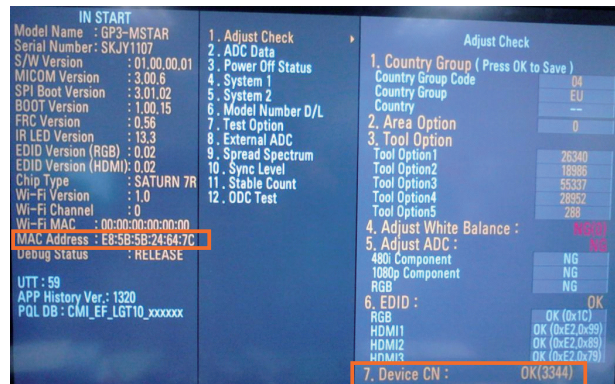 IN START
Model Name : GP3-MSTAR
Serial Number : SKJY1107
S/W Version : 01.00.00.01
MICOM Version : 3.00.6
SPI Boot Version : 3.01.02
BOOT Version : 1.00.15
FRC Version : 0.56
IR LED Version : 13.3
EDID Version (RGB) : 0.02
EDID Version (HDMI): 0.02
Chip Type : SATURN 7R
Wi-Fi Version : 1.0
Wi-Fi Channel : 0
Wi-Fi MAC : 00:00:00:00:00:00
MAC Address : E8:5B:5B:24:64:7C
Debug Status : RELEASE
UTT : 59
APP History Ver.: 1320
PQL DB : CMI_EF_LGT10_xxxxxx
1. Adjust Check
2. ADC Data
3. Power Off Status
4. System 1
5. System 2
6. Model Number D/L
7. Test Option
8. External ADC
9. Spread Spectrum
10. Sync Level
11. Stable Count
12. ODC Test
Adjust Check
1. Country Group ( Press OK to Save )
Country Group Code 04
Country Group EU
Country --
2. Area Option 0
3. Tool Option
Tool Option1 26340
Tool Option2 18986
Tool Option3 55337
Tool Option4 28952
Tool Option5 288
4. Adjust White Balance :
5. Adjust ADC : NG
480i Component NG
1080p Component NG
RGB NG
6. EDID : OK
RGB OK (0x1C)
HDMI1 OK (0xE2,0x99)
HDMI2 OK (0xE2,0x89)
HDMI3 OK (0xE2,0x79)
7. Device CN : OK(3344)